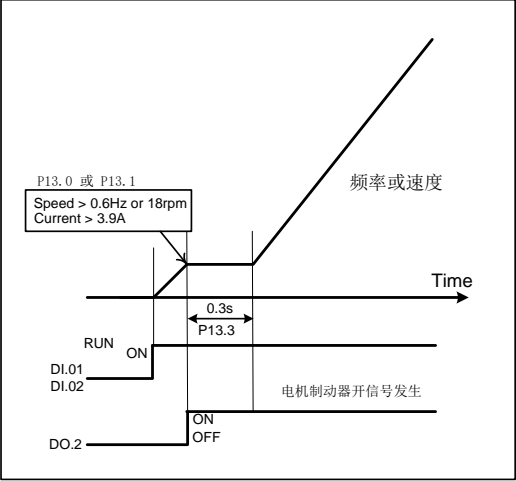 P13.0 或 P13.1
Speed > 0.6Hz or 18rpm
Current > 3.9A
频率或速度
Time
0.3s
P13.3
RUN
ON
DI.01
DI.02
电机制动器开信号发生
ON
OFF
DO.2